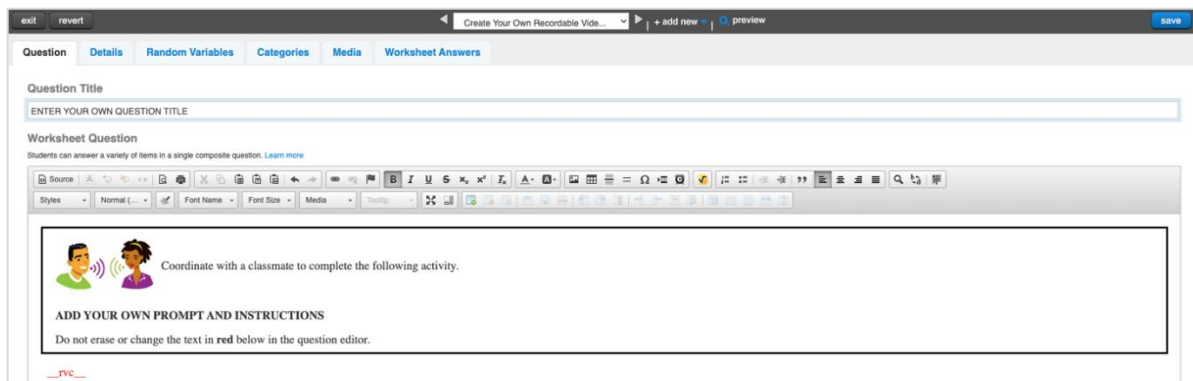 exit revert Create Your Own Recordable Vide... + add new preview save
Question Details Random Variables Categories Media Worksheet Answers
Question Title
ENTER YOUR OWN QUESTION TITLE
Worksheet Question
Students can answer a variety of items in a single composite question. Learn more
Source B I U S x₂ x² Iₓ A A Ω
Styles Normal (... Font Name Font Size Media Tooltip
Coordinate with a classmate to complete the following activity.
ADD YOUR OWN PROMPT AND INSTRUCTIONS
Do not erase or change the text in red below in the question editor.
__rvc__